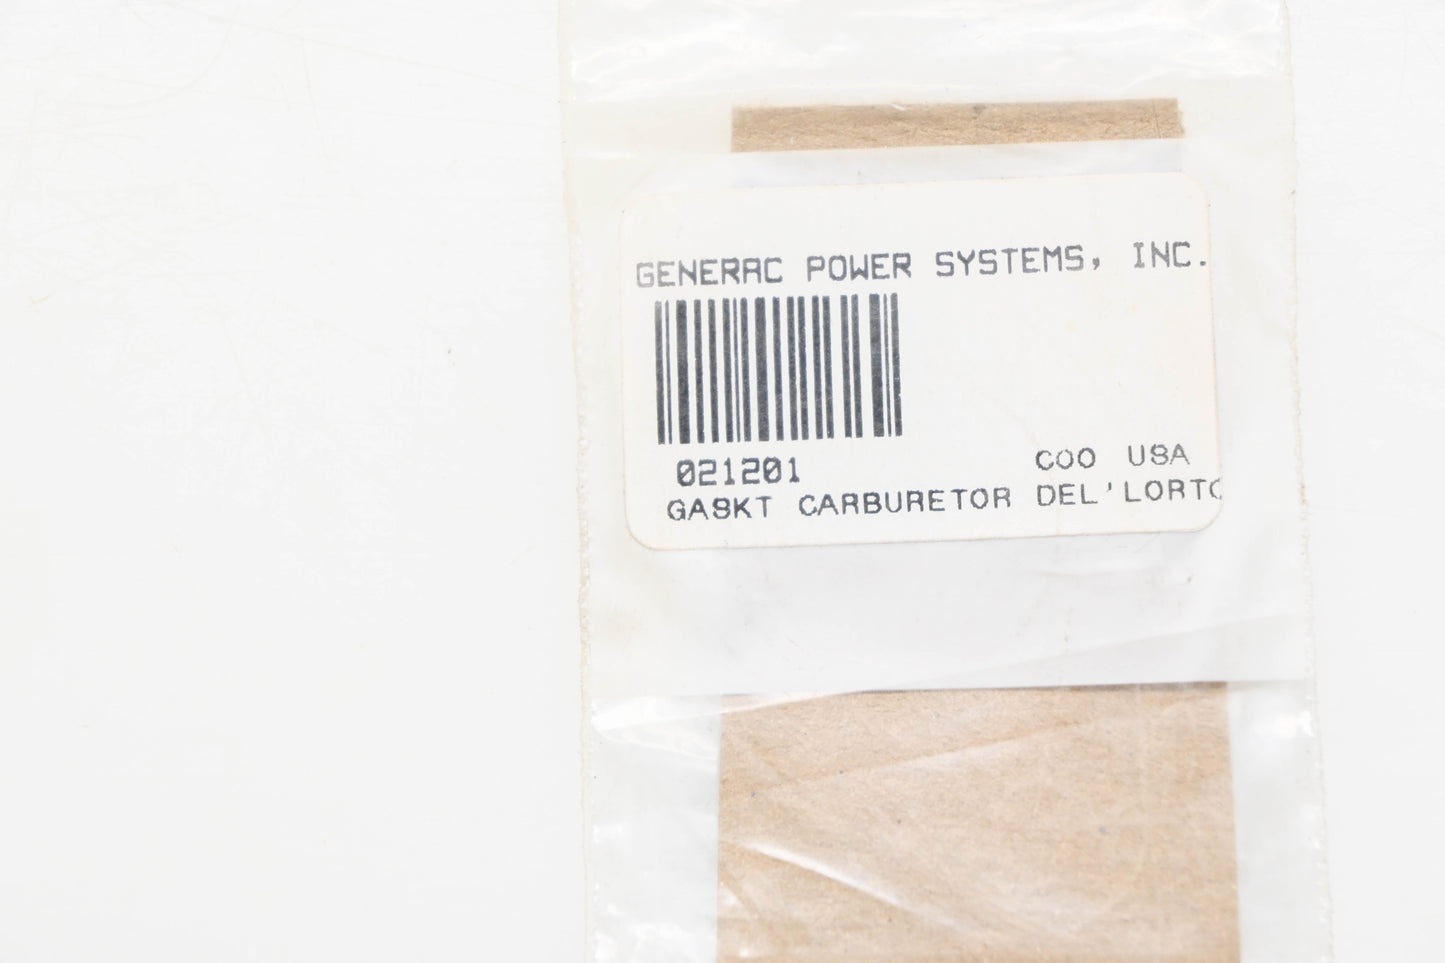 GENERAC POWER SYSTEMS, INC.
021201
COO USA
GASKT CARBURETOR DEL'LORTO